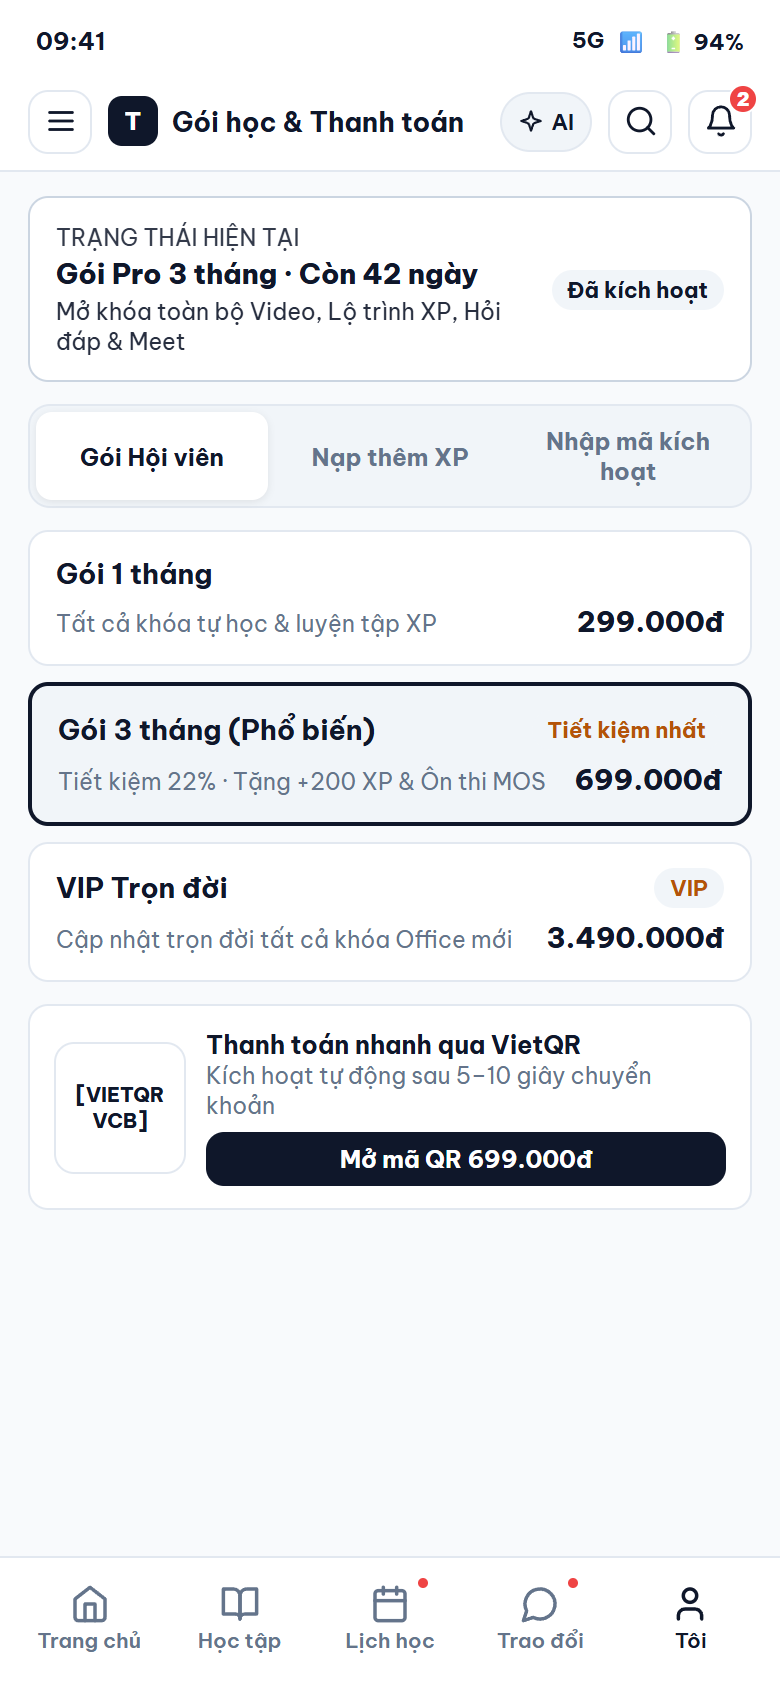 09:41
5G 94%
T Gói học & Thanh toán
AI
2
TRẠNG THÁI HIỆN TẠI
Gói Pro 3 tháng · Còn 42 ngày
Mở khóa toàn bộ Video, Lộ trình XP, Hỏi
đáp & Meet
Đã kích hoạt
Gói Hội viên
Nạp thêm XP
Nhập mã kích
hoạt
Gói 1 tháng
Tất cả khóa tự học & luyện tập XP
299.000đ
Gói 3 tháng (Phổ biến)
Tiết kiệm nhất
Tiết kiệm 22% · Tặng +200 XP & Ôn thi MOS
699.000đ
VIP Trọn đời
VIP
Cập nhật trọn đời tất cả khóa Office mới
3.490.000đ
[VIETQR
VCB]
Thanh toán nhanh qua VietQR
Kích hoạt tự động sau 5–10 giây chuyển
khoản
Mở mã QR 699.000đ
Trang chủ
Học tập
Lịch học
Trao đổi
Tôi